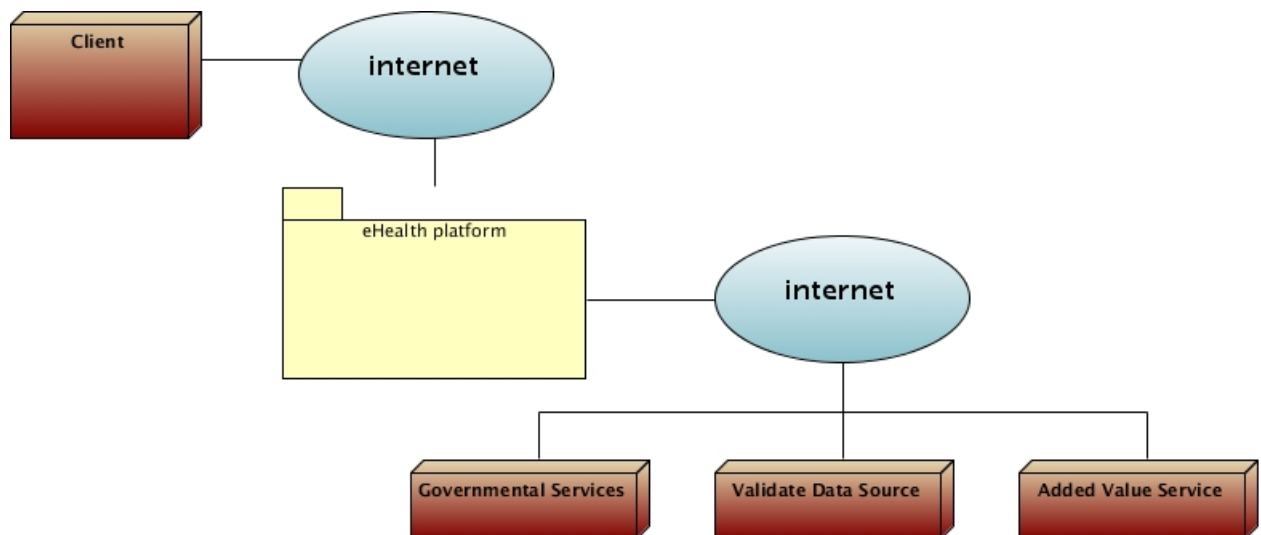 Client
internet
eHealth platform
internet
Governmental Services
Validate Data Source
Added Value Service